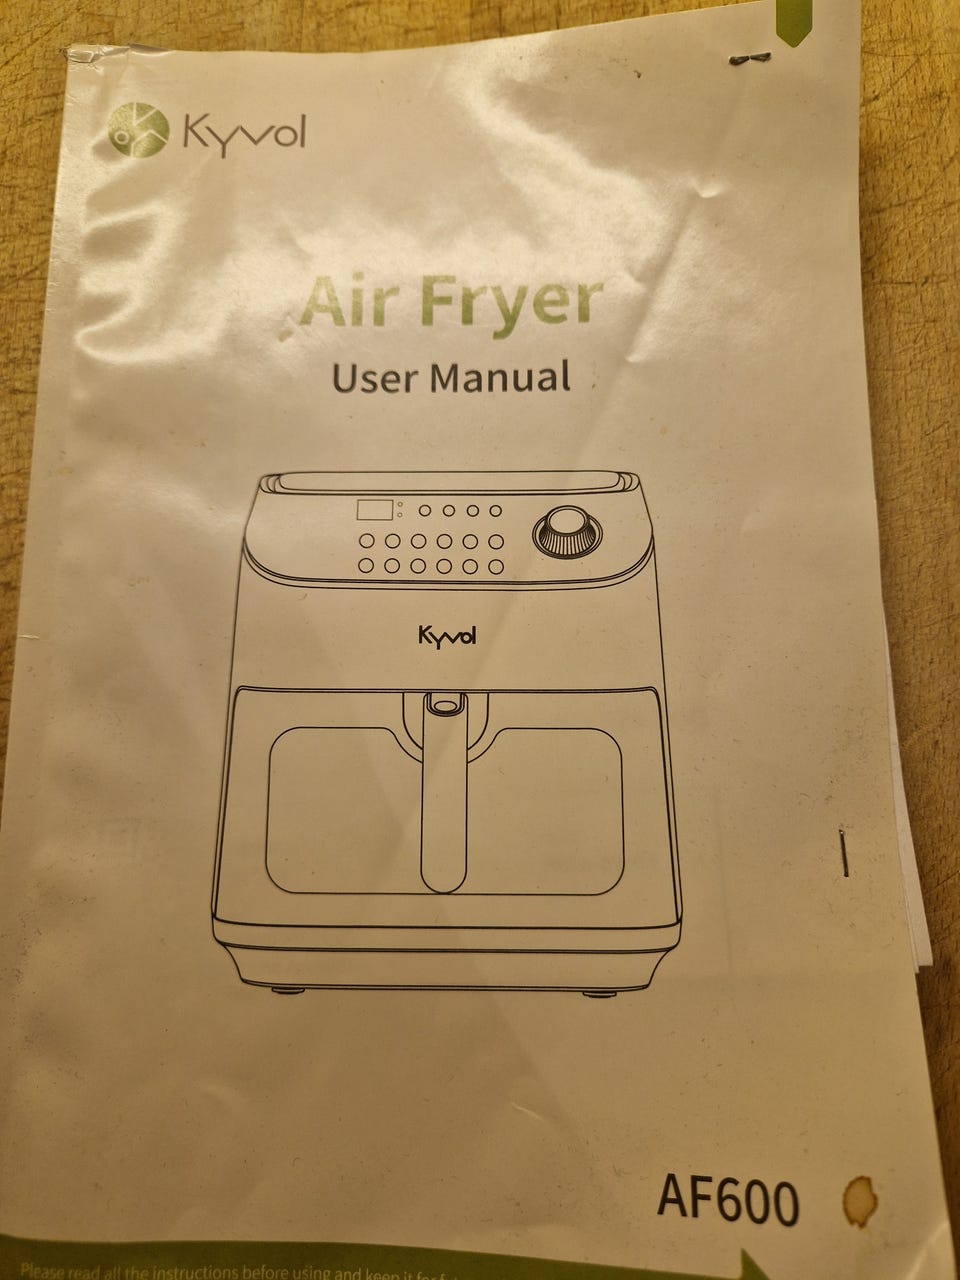 Kyvol
Air Fryer
User Manual
Kyvol
AF600
Please read all the instructions before using and keep it for